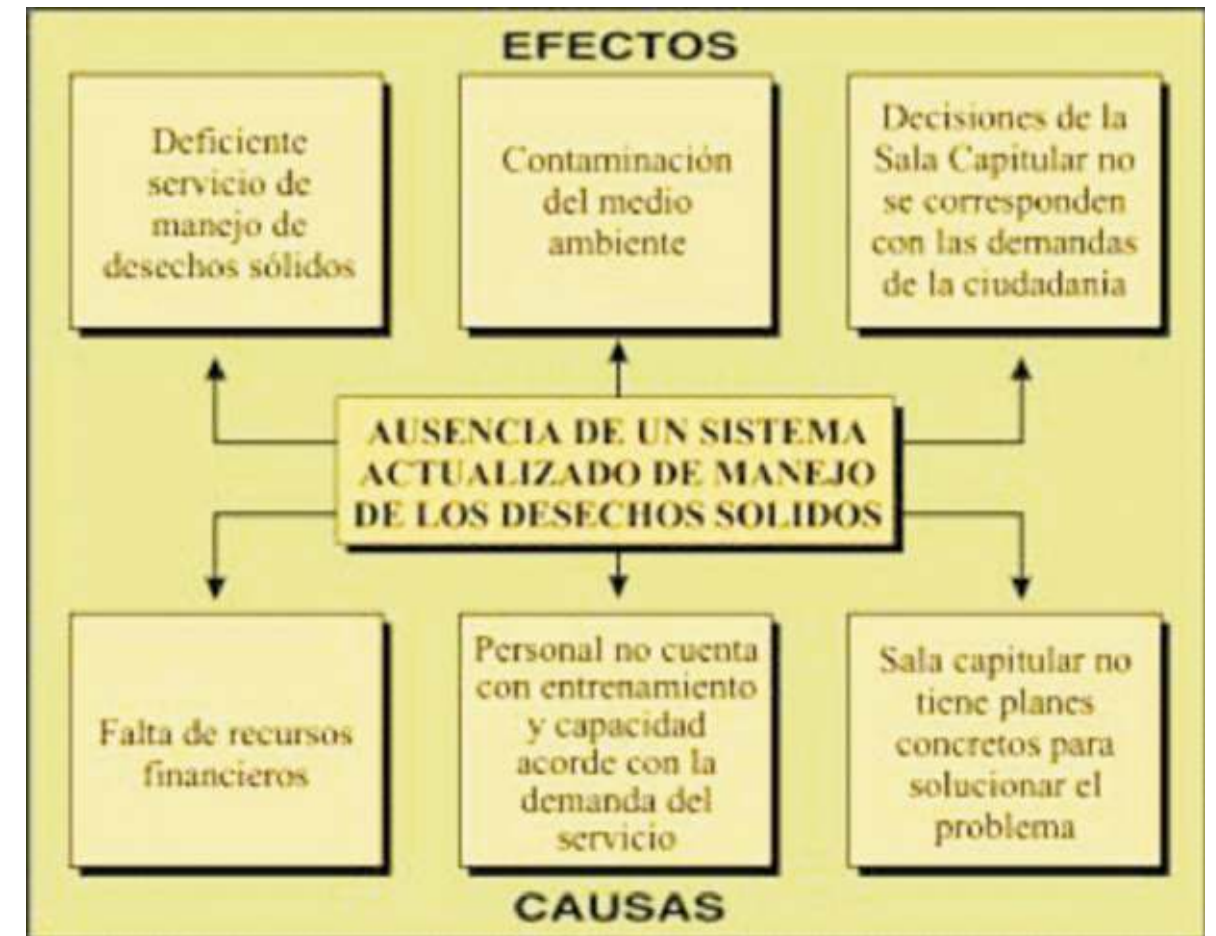 EFECTOS
Deficiente
servicio de
manejo de
desechos sólidos
Contaminación
del medio
ambiente
Decisiones de la
Sala Capitular no
se corresponden
con las demandas
de la ciudadania
AUSENCIA DE UN SISTEMA
ACTUALIZADO DE MANEJO
DE LOS DESECHOS SOLIDOS
Falta de recursos
financieros
Personal no cuenta
con entrenamiento
y capacidad
acorde con la
demanda del
servicio
Sala capitular no
tiene planes
concretos para
solucionar el
problema
CAUSAS